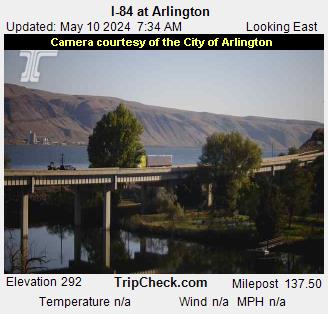 I-84 at Arlington
Updated: May 10 2024 7:34 AM Looking East
Camera courtesy of the City of Arlington
Elevation 292 TripCheck.com Milepost 137.50
Temperature n/a Wind n/a MPH n/a